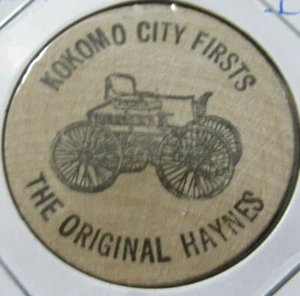 KOKOMO CITY FIRSTS
THE ORIGINAL HAYNES